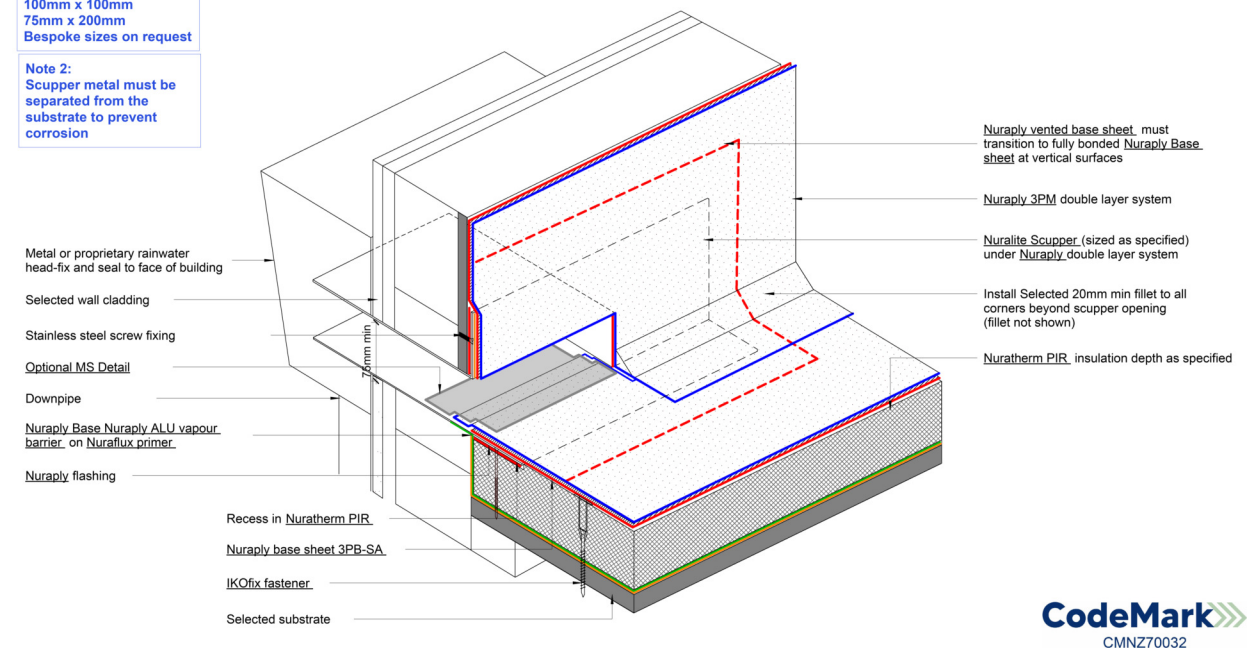 100mm x 100mm
75mm x 200mm
Bespoke sizes on request
Note 2:
Scupper metal must be
separated from the
substrate to prevent
corrosion
Nuraply vented base sheet must
transition to fully bonded Nuraply Base
sheet at vertical surfaces
Nuraply 3PM double layer system
Nuralite Scupper (sized as specified)
under Nuraply double layer system
Install Selected 20mm min fillet to all
corners beyond scupper opening
(fillet not shown)
Nuratherm PIR insulation depth as specified
Metal or proprietary rainwater
head-fix and seal to face of building
Selected wall cladding
Stainless steel screw fixing
75mm min
Optional MS Detail
Downpipe
Nuraply Base Nuraply ALU vapour
barrier on Nuraflux primer
Nuraply flashing
Recess in Nuratherm PIR
Nuraply base sheet 3PB-SA
IKOfix fastener
Selected substrate
CodeMark
CMNZ70032